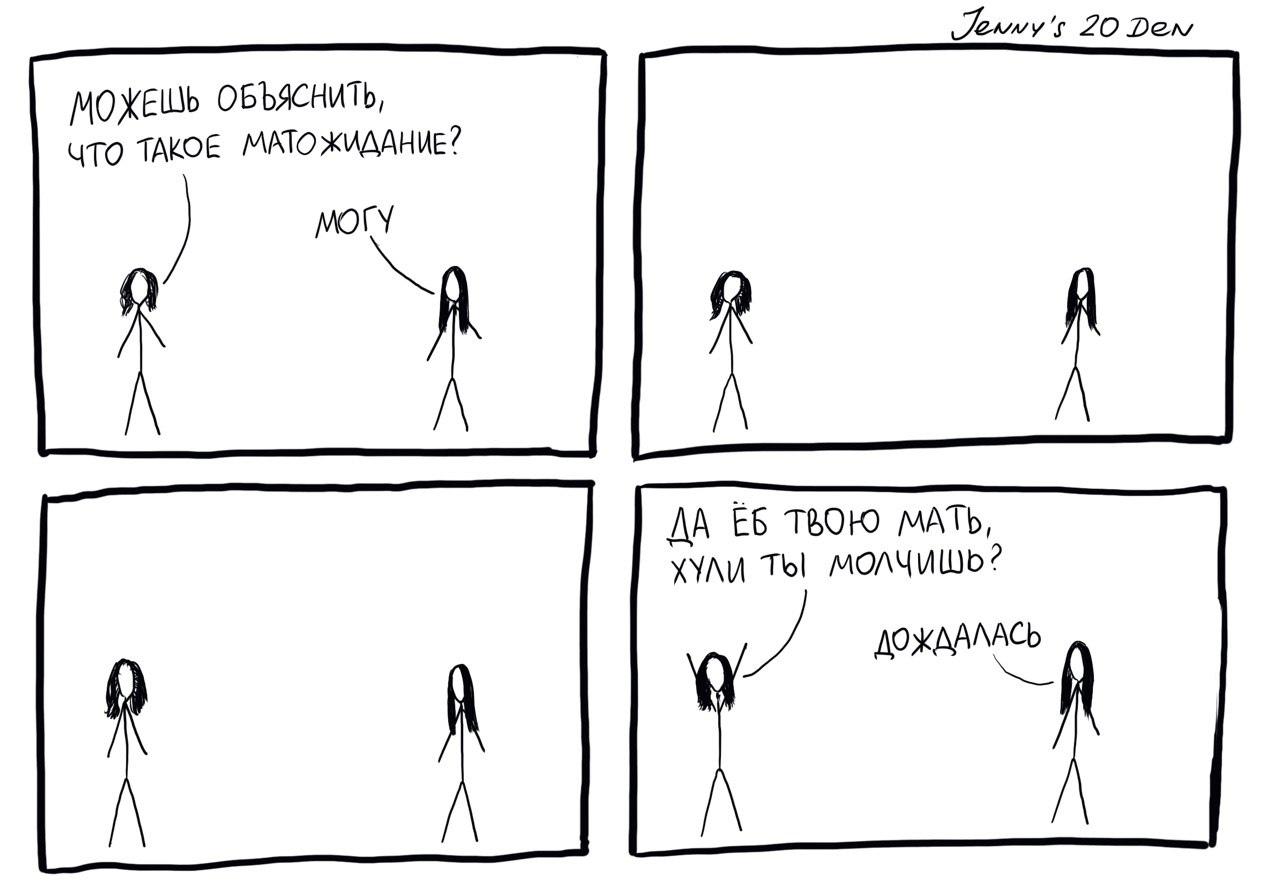 Jenny's 20 Den
МОЖЕШЬ ОБЪЯСНИТЬ,
ЧТО ТАКОЕ МАТОЖИДАНИЕ?
МОГУ
ДА ЁБ ТВОЮ МАТЬ,
ХУЛИ ТЫ МОЛЧИШЬ?
ДОЖДАЛАСЬ